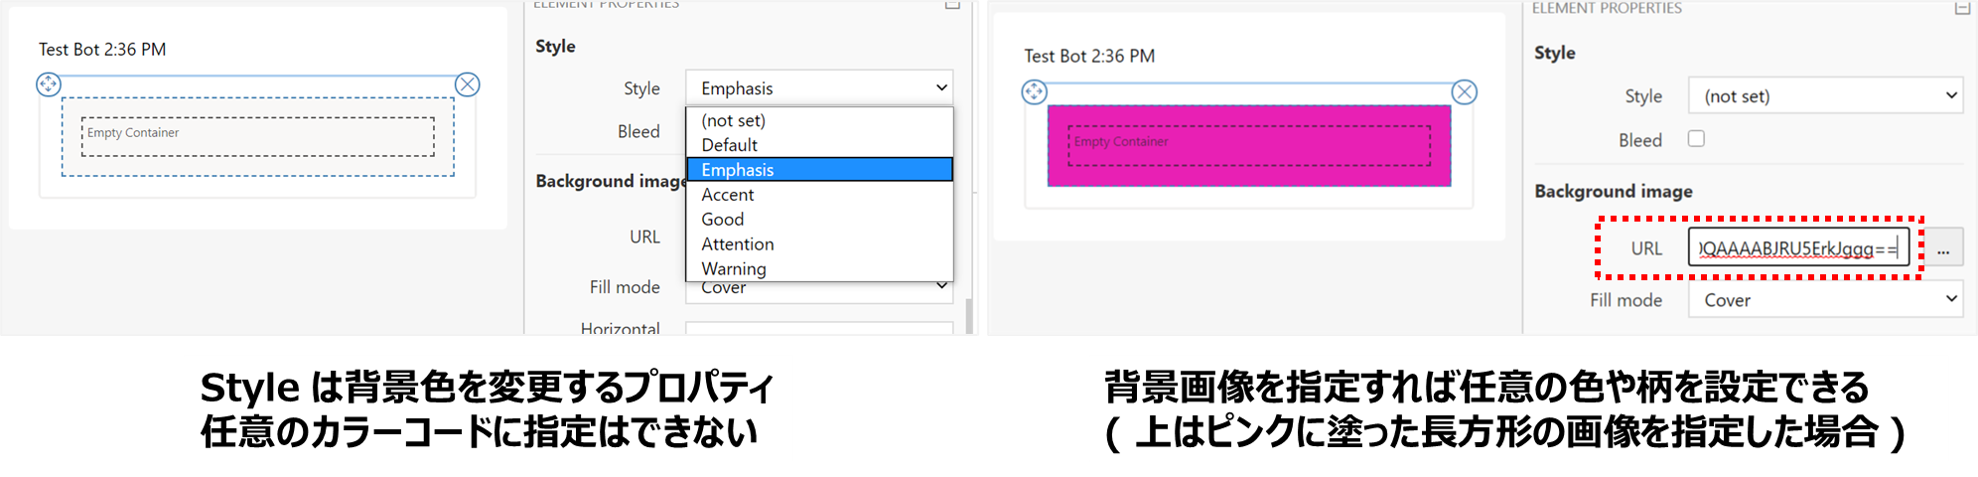 ELEMENT PROPERTIES
Test Bot 2:36 PM
Empty Container
Style
Style Emphasis
(not set)
Default
Emphasis
Accent
Good
Attention
Warning
Bleed
Background image
URL
Fill mode Cover
Horizontal
ELEMENT PROPERTIES
Test Bot 2:36 PM
Empty Container
Style
Style (not set)
Bleed
Background image
URL QAAAABJRU5ErkJggg== ...
Fill mode Cover
Style は背景色を変更するプロパティ
任意のカラーコードに指定はできない
背景画像を指定すれば任意の色や柄を設定できる
( 上はピンクに塗った長方形の画像を指定した場合 )